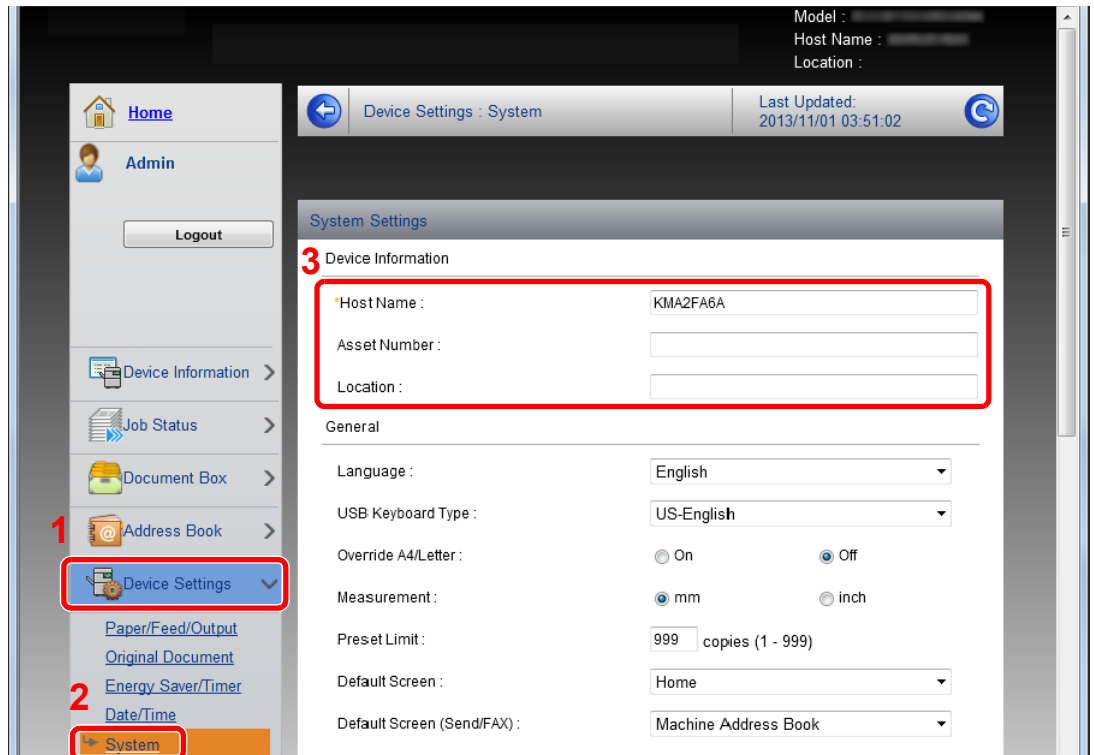 Model :
Host Name :
Location :
Home
Device Settings : System
Last Updated:
2013/11/01 03:51:02
Admin
Logout
System Settings
3
Device Information
*Host Name :
KMA2FA6A
Asset Number :
Location :
Device Information
Job Status
Document Box
1
Address Book
Device Settings
Paper/Feed/Output
Original Document
Energy Saver/Timer
2
Date/Time
System
General
Language :
English
USB Keyboard Type :
US-English
Override A4/Letter :
On
Off
Measurement :
mm
inch
Preset Limit :
999 copies (1 - 999)
Default Screen :
Home
Default Screen (Send/FAX) :
Machine Address Book